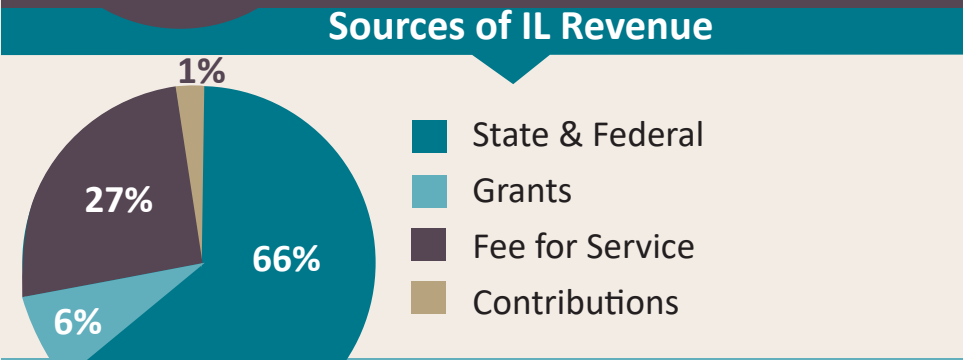 Sources of IL Revenue
1%
27%
66%
6%
State & Federal
Grants
Fee for Service
Contributions